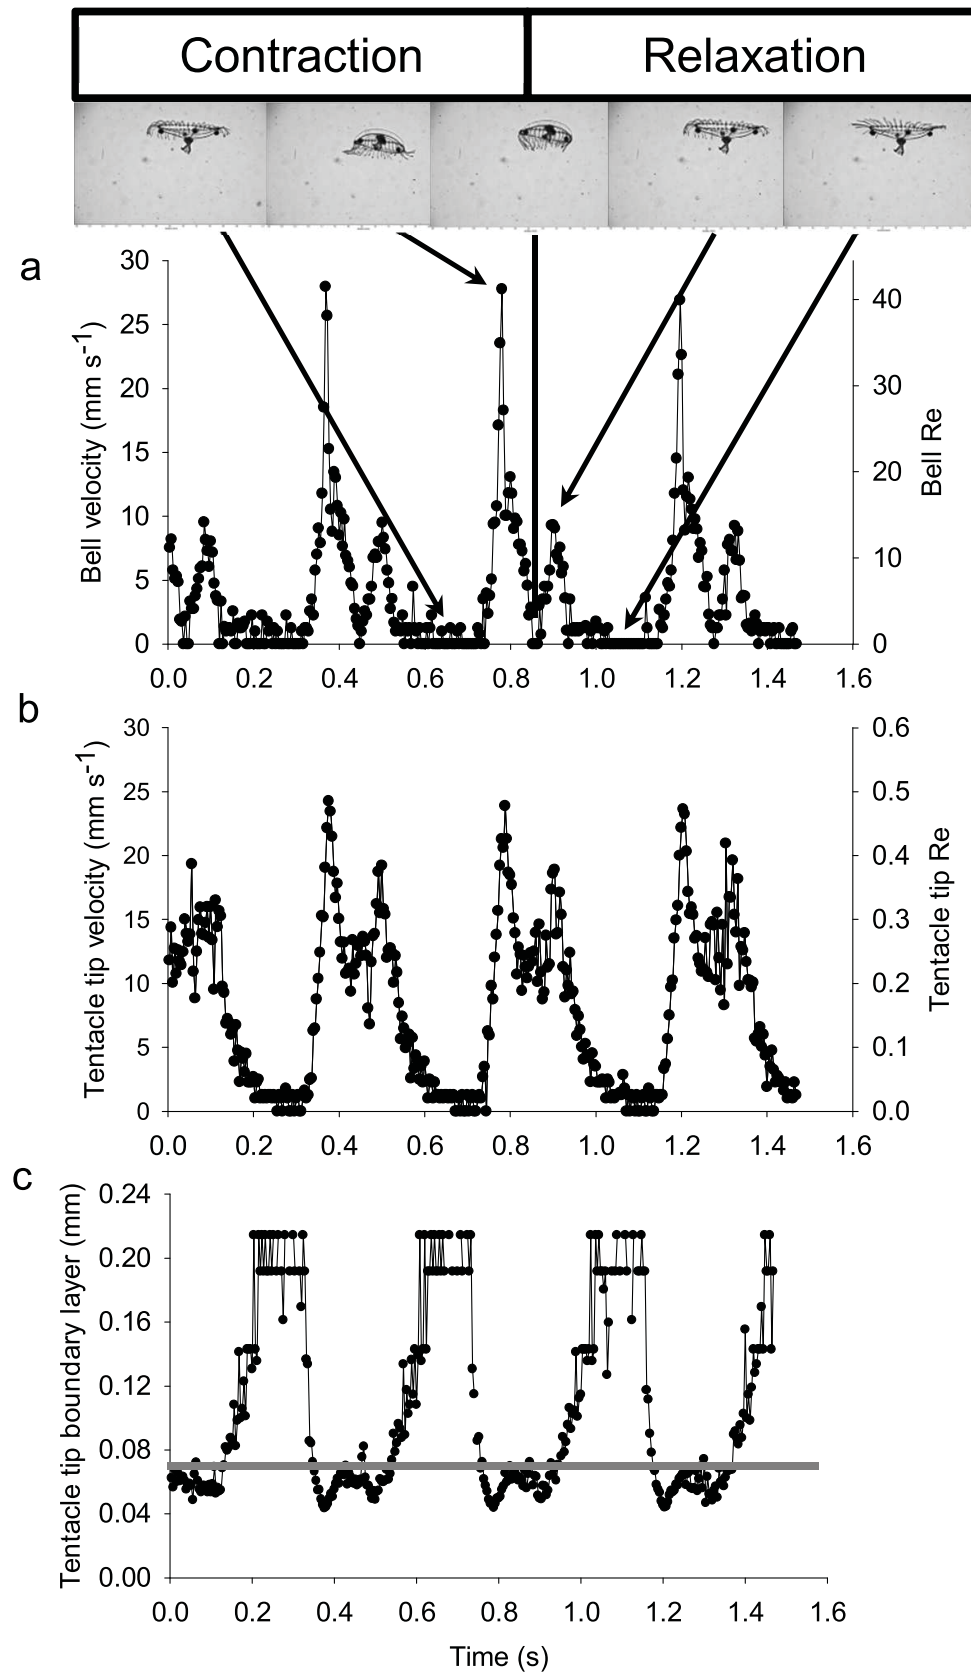 Contraction
Relaxation
a
30
25
20
15
10
5
0
Bell velocity (mm s-1)
40
30
20
10
0
Bell Re
0.0 0.2 0.4 0.6 0.8 1.0 1.2 1.4 1.6
b
30
25
20
15
10
5
0
Tentacle tip velocity (mm s-1)
0.6
0.5
0.4
0.3
0.2
0.1
0.0
Tentacle tip Re
0.0 0.2 0.4 0.6 0.8 1.0 1.2 1.4 1.6
c
0.24
0.20
0.16
0.12
0.08
0.04
0.00
Tentacle tip boundary layer (mm)
0.0 0.2 0.4 0.6 0.8 1.0 1.2 1.4 1.6
Time (s)